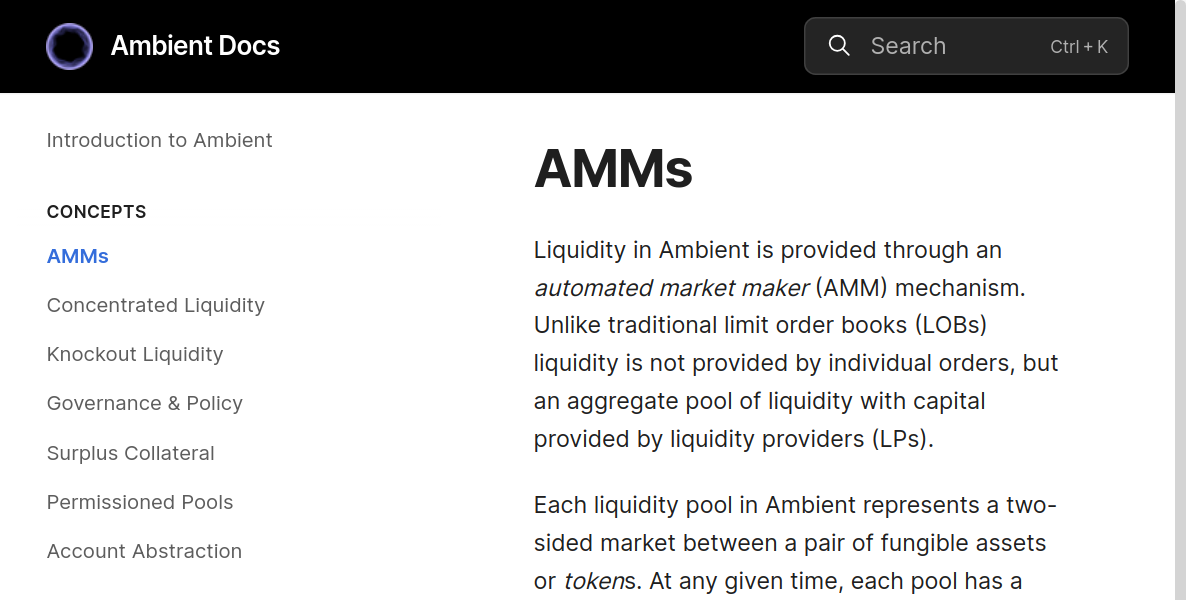 Ambient Docs
Search
Ctrl + K
Introduction to Ambient
CONCEPTS
AMMs
Concentrated Liquidity
Knockout Liquidity
Governance & Policy
Surplus Collateral
Permissioned Pools
Account Abstraction
AMMs
Liquidity in Ambient is provided through an
automated market maker (AMM) mechanism.
Unlike traditional limit order books (LOBs)
liquidity is not provided by individual orders, but
an aggregate pool of liquidity with capital
provided by liquidity providers (LPs).
Each liquidity pool in Ambient represents a two-
sided market between a pair of fungible assets
or tokens. At any given time, each pool has a